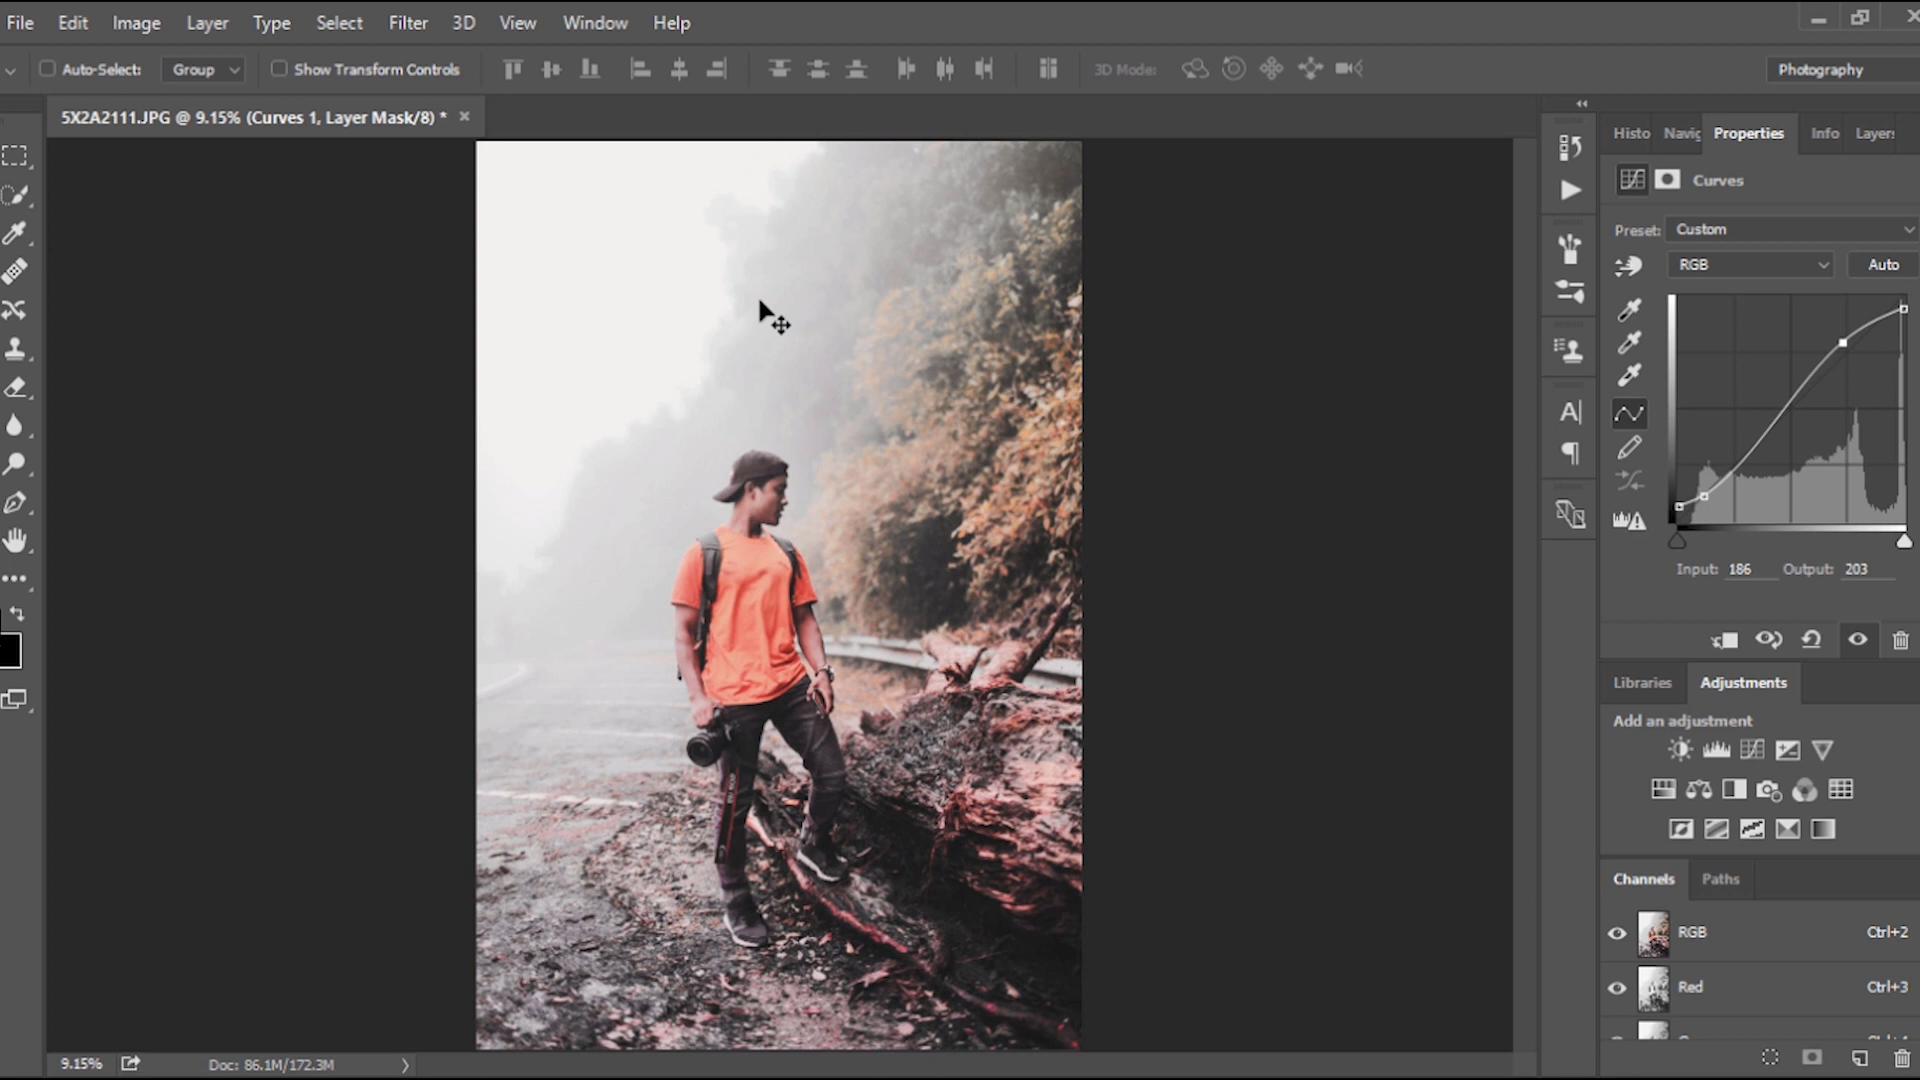 File Edit Image Layer Type Select Filter 3D View Window Help
Auto-Select: Group Show Transform Controls 3D Mode: Photography
5X2A2111.JPG @ 9.15% (Curves 1, Layer Mask/8) * ×
Histo Navig Properties Info Layers
Curves
Preset: Custom
RGB Auto
Input: 186 Output: 203
Libraries Adjustments
Add an adjustment
Channels Paths
RGB Ctrl+2
Red Ctrl+3
9.15% Doc: 86.1M/172.3M